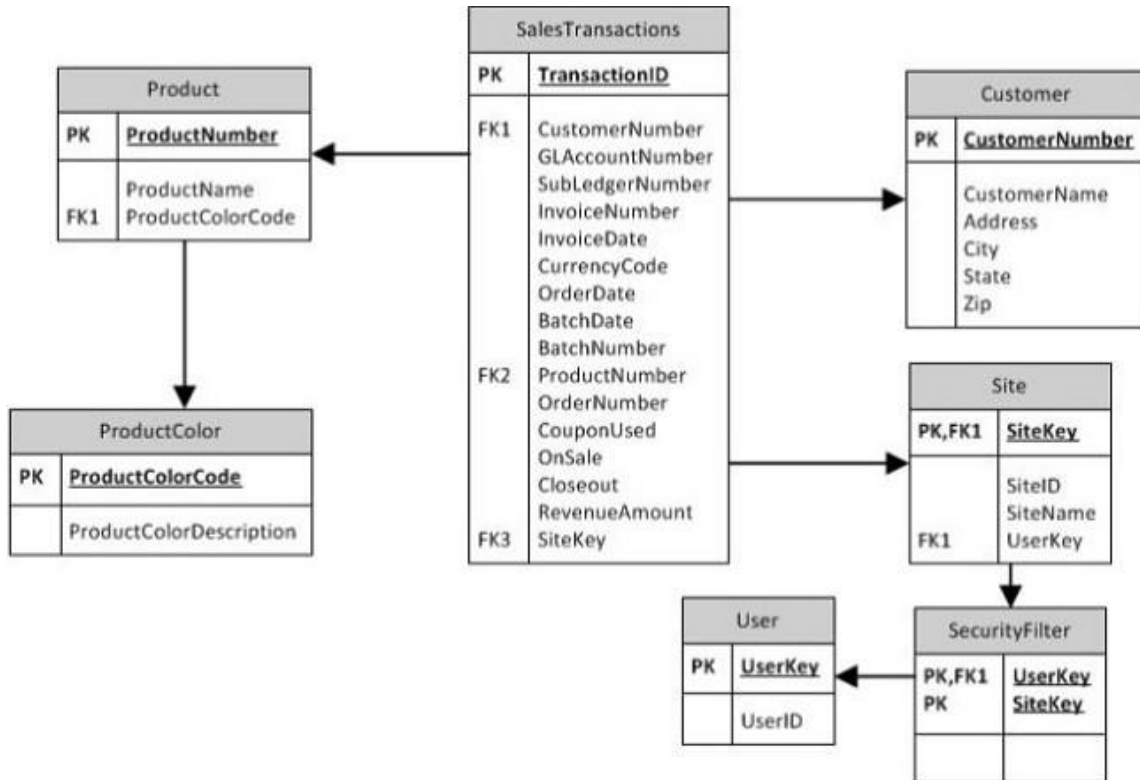 Product
PK ProductNumber
ProductName
FK1 ProductColorCode
ProductColor
PK ProductColorCode
ProductColorDescription
SalesTransactions
PK TransactionID
FK1 CustomerNumber
GLAccountNumber
SubLedgerNumber
InvoiceNumber
InvoiceDate
CurrencyCode
OrderDate
BatchDate
BatchNumber
FK2 ProductNumber
OrderNumber
CouponUsed
OnSale
Closeout
RevenueAmount
FK3 SiteKey
Customer
PK CustomerNumber
CustomerName
Address
City
State
Zip
Site
PK,FK1 SiteKey
SiteID
SiteName
FK1 UserKey
User
PK UserKey
UserID
SecurityFilter
PK,FK1 UserKey
PK SiteKey